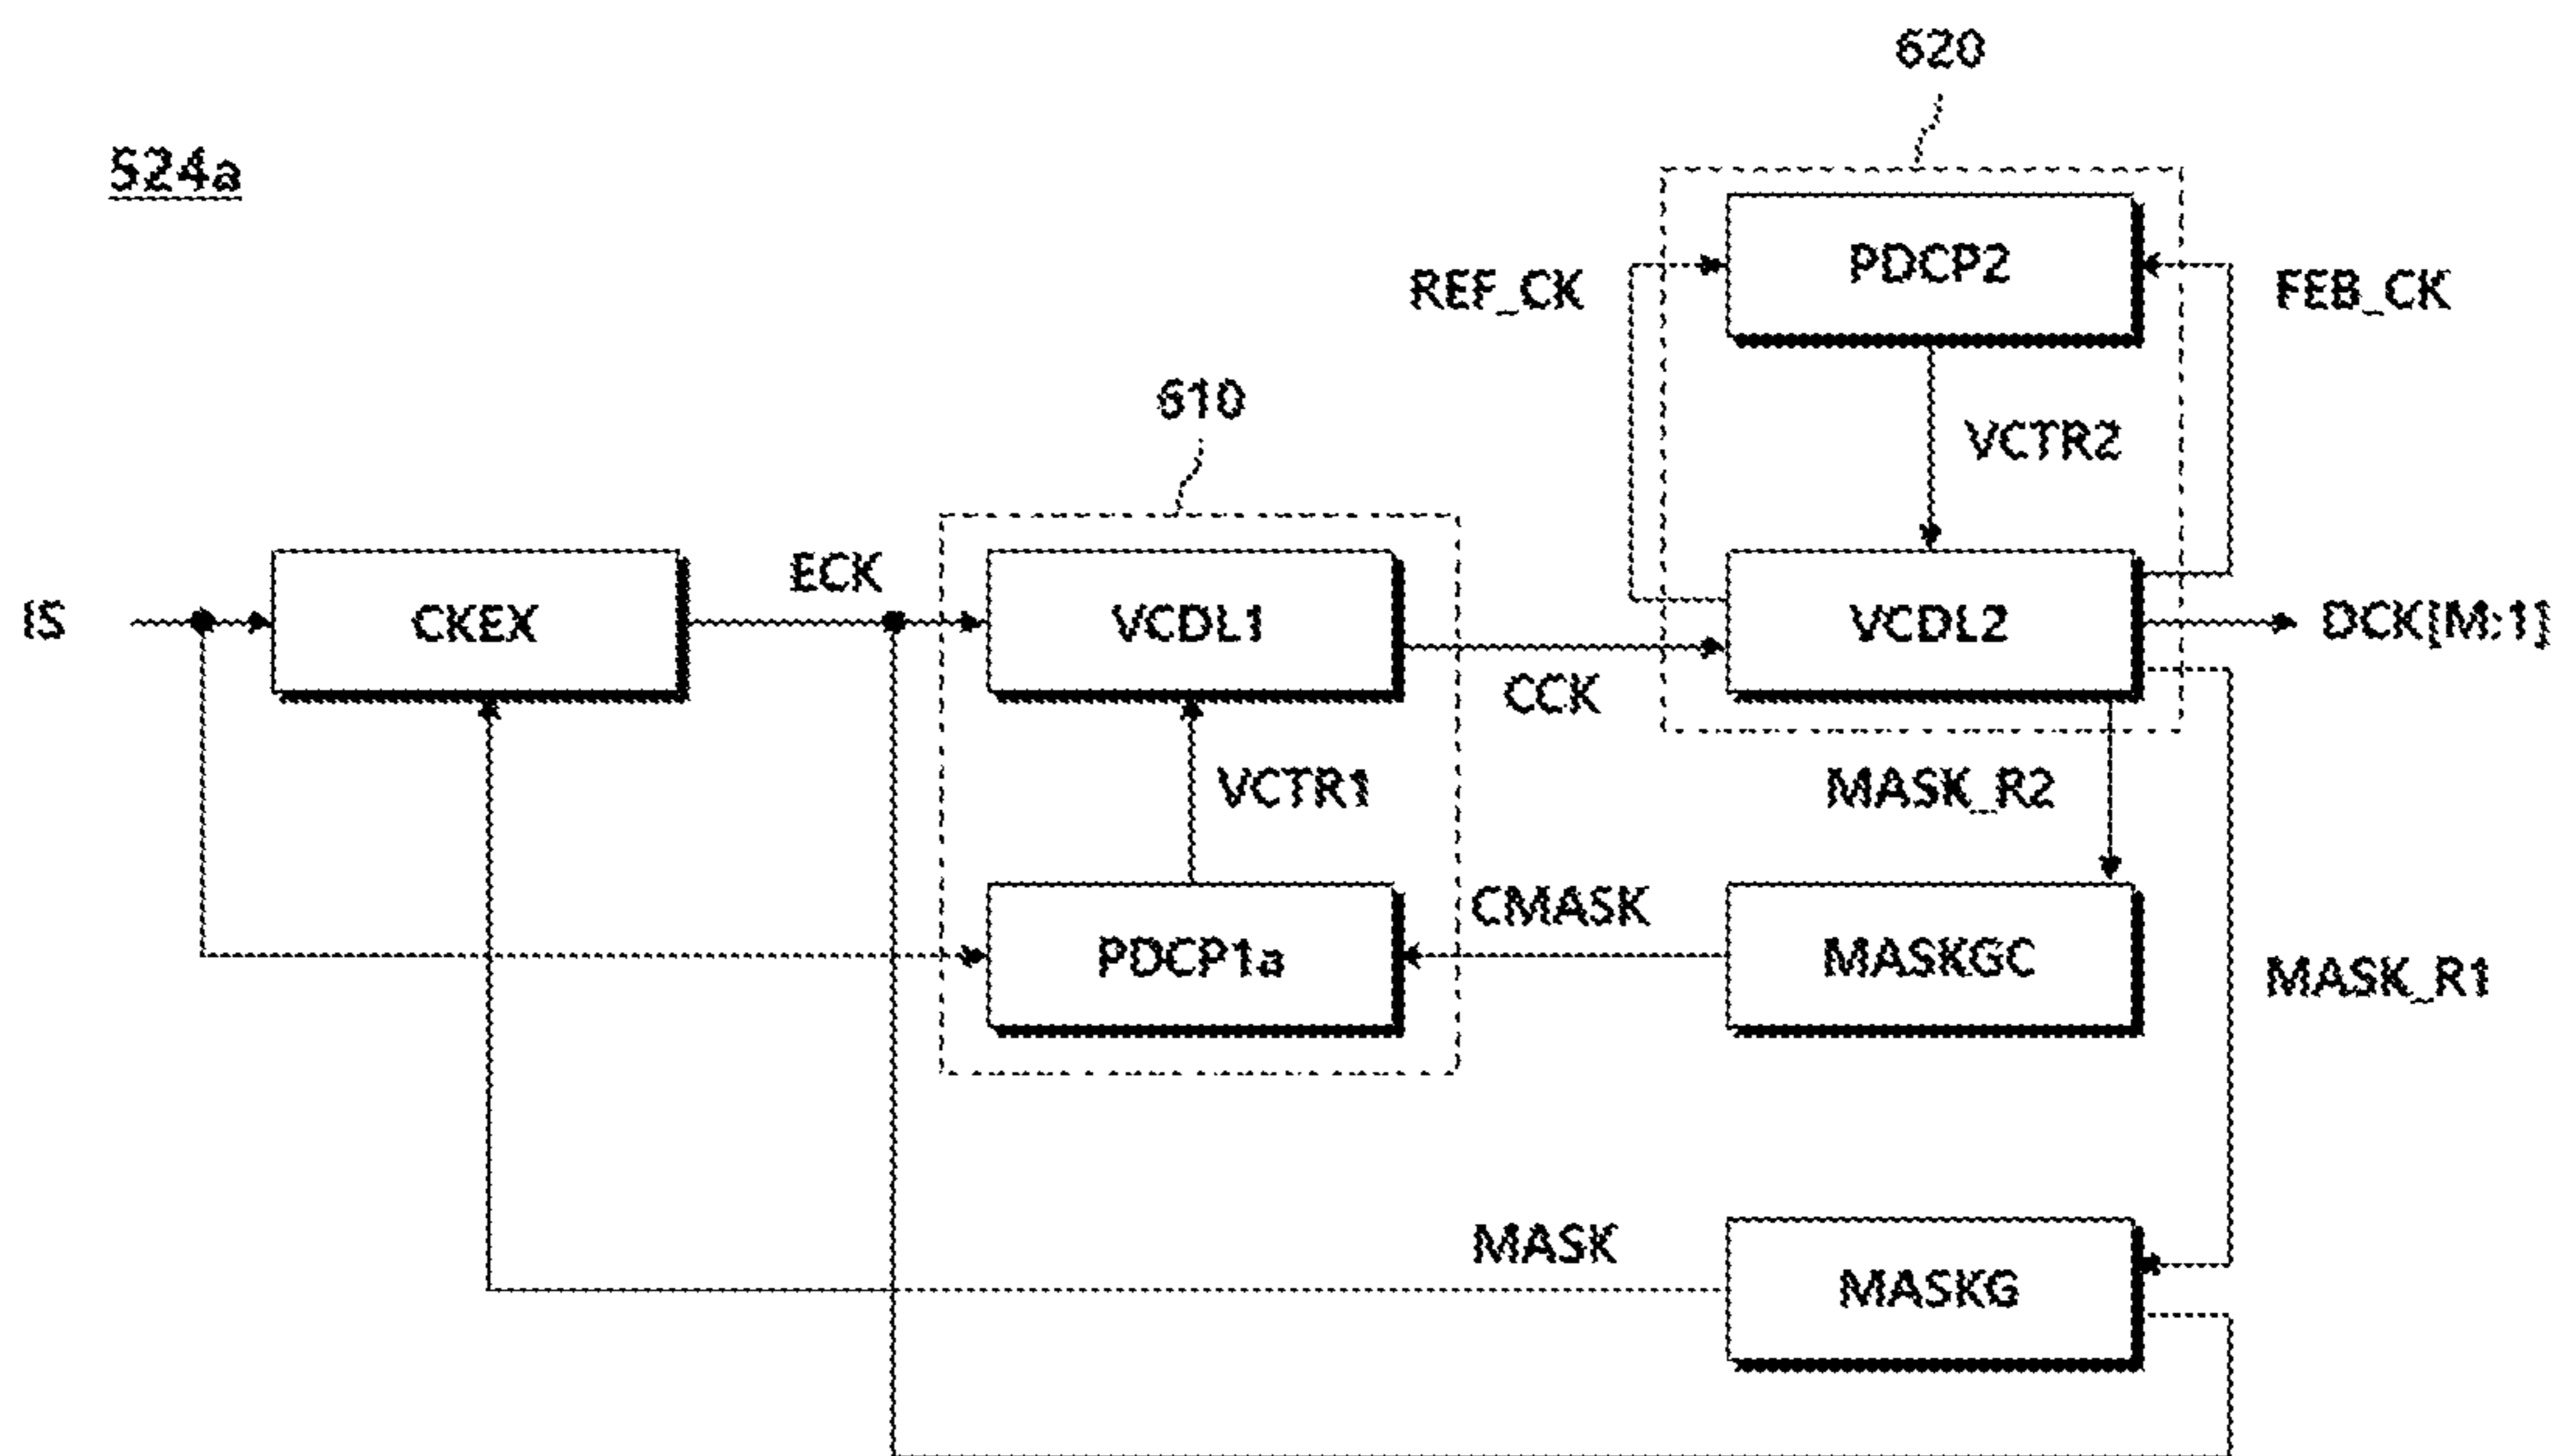 620
524a
PDCP2
REF_CK
FEB_CK
610
VCTR2
IS
CKEX
ECK
VCDL1
VCDL2
DCK[M:1]
CCK
VCTR1
MASK_R2
CMASK
PDCP1a
MASKGC
MASK_R1
MASK
MASKG